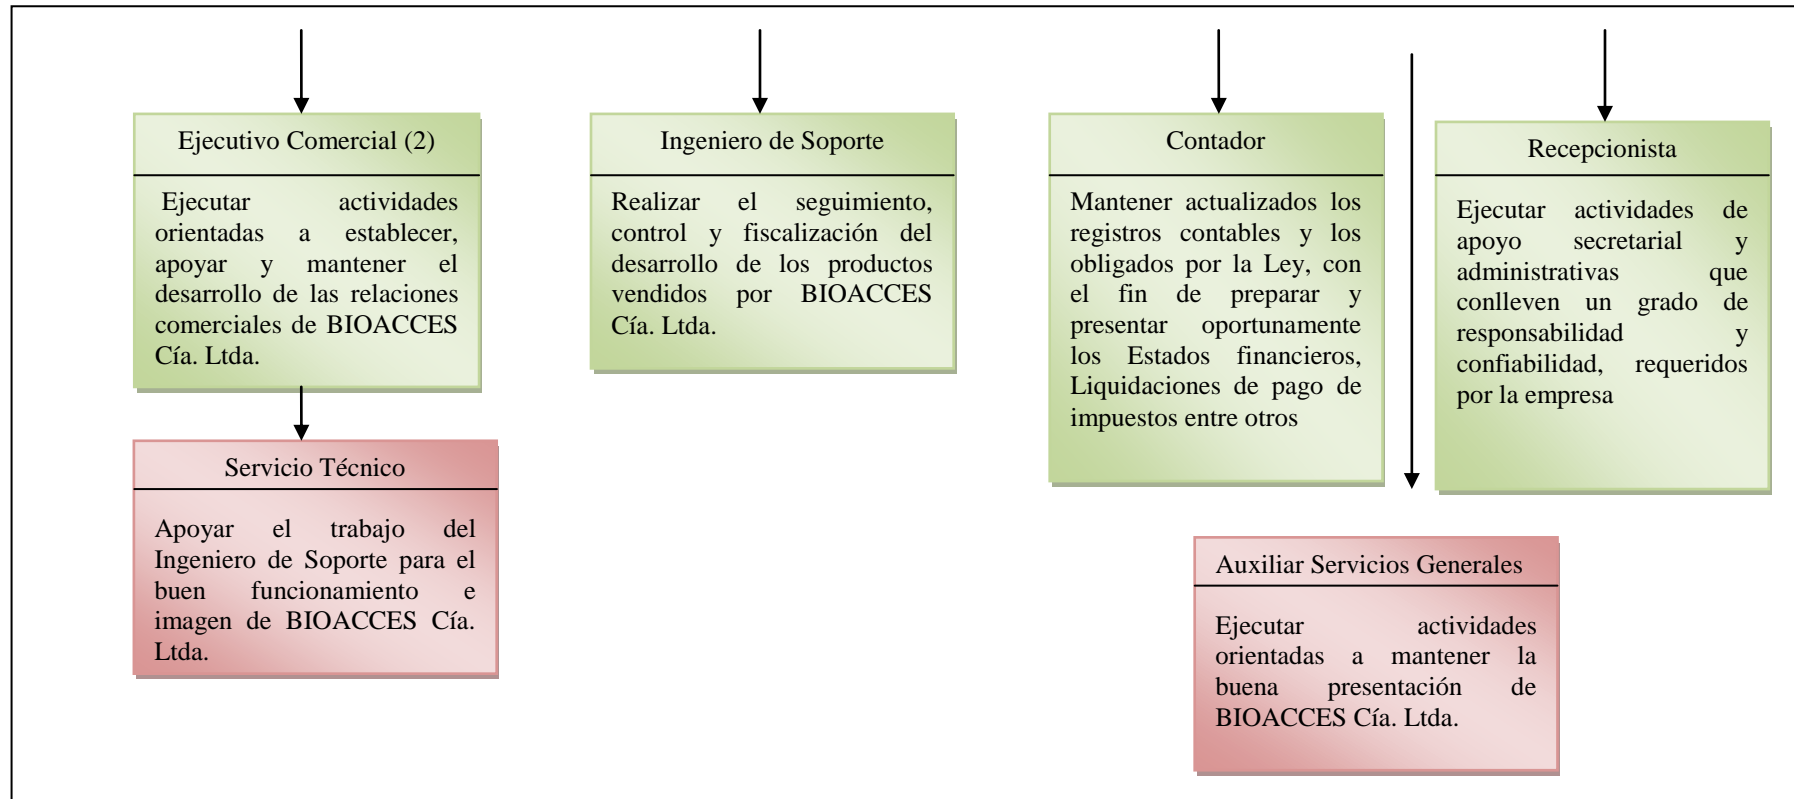 Ejecutivo Comercial (2)
Ejecutar actividades
orientadas a establecer,
apoyar y mantener el
desarrollo de las relaciones
comerciales de BIOACCES
Cía. Ltda.
Servicio Técnico
Apoyar el trabajo del
Ingeniero de Soporte para el
buen funcionamiento e
imagen de BIOACCES Cía.
Ltda.
Ingeniero de Soporte
Realizar el seguimiento,
control y fiscalización del
desarrollo de los productos
vendidos por BIOACCES
Cía. Ltda.
Contador
Mantener actualizados los
registros contables y los
obligados por la Ley, con
el fin de preparar y
presentar oportunamente
los Estados financieros,
Liquidaciones de pago de
impuestos entre otros
Recepcionista
Ejecutar actividades de
apoyo secretarial y
administrativas que
conlleven un grado de
responsabilidad y
confiabilidad, requeridos
por la empresa
Auxiliar Servicios Generales
Ejecutar actividades
orientadas a mantener la
buena presentación de
BIOACCES Cía. Ltda.